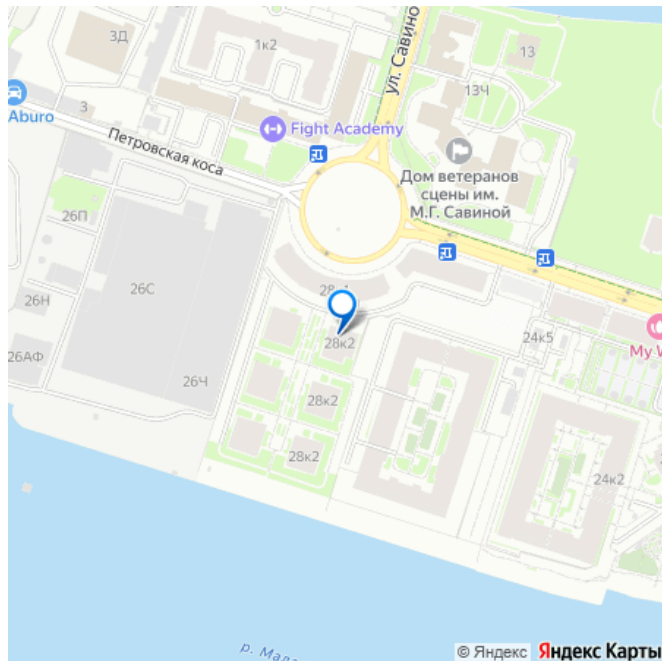 3Д
1к2
ул. Савино
13
13Ч
3
Aburo
Fight Academy
Петровская коса
Дом ветеранов
сцены им.
М.Г. Савиной
26П
26С
26Н
28к2
24к5
My W
26АФ
26Ч
28к2
28к2
24к2
р. Мала
© Яндекс Яндекс Карты